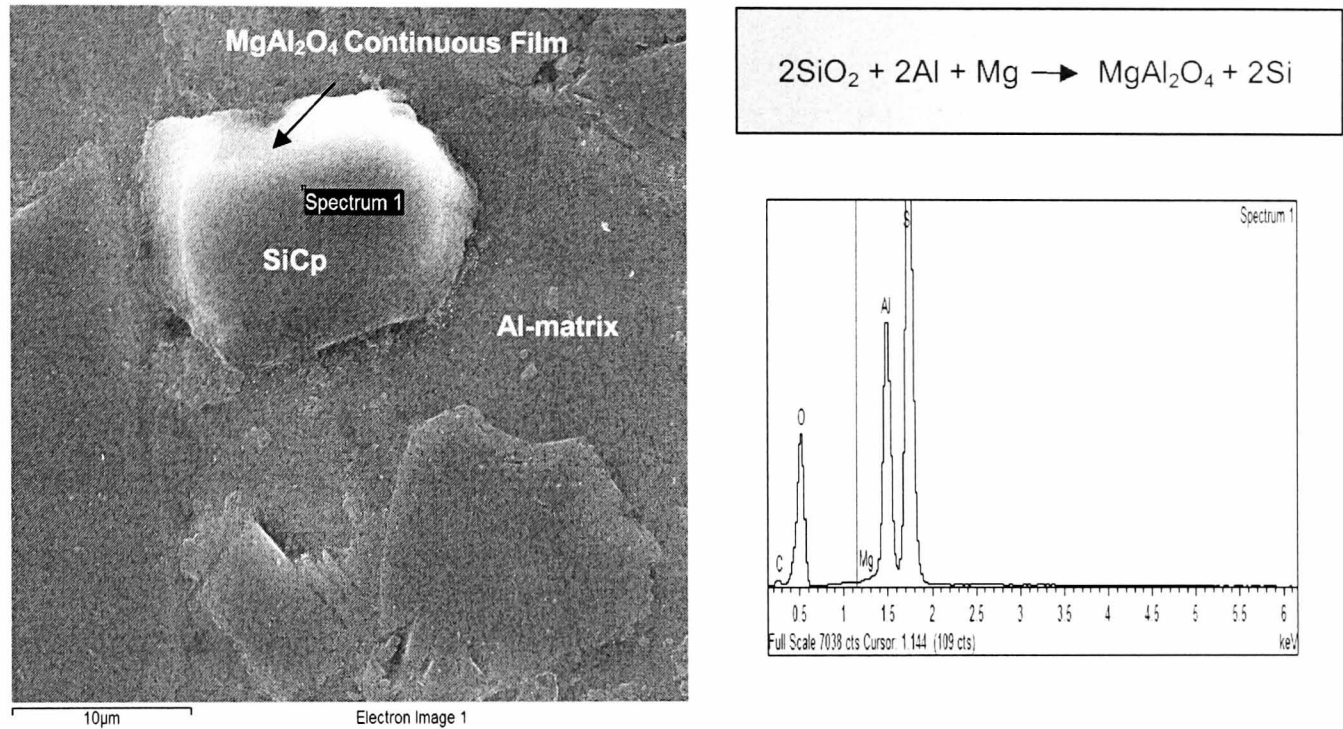 MgAl₂O₄ Continuous Film
Spectrum 1
SiCp
Al-matrix
10µm
Electron Image 1
2SiO₂ + 2Al + Mg → MgAl₂O₄ + 2Si
Spectrum 1
S
Al
O
C
Mg
0.5 1 1.5 2 2.5 3 3.5 4 4.5 5 5.5 6
Full Scale 7038 cts Cursor: 1.144 (109 cts)
keV